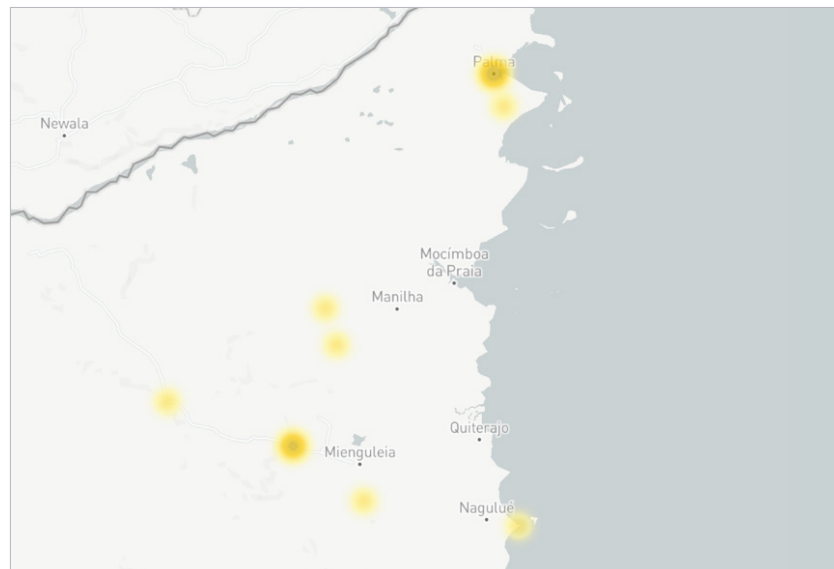 Palma
Newala
Mocímboa
da Praia
Manilha
Quiterajo
Mienguleia
Nagulué